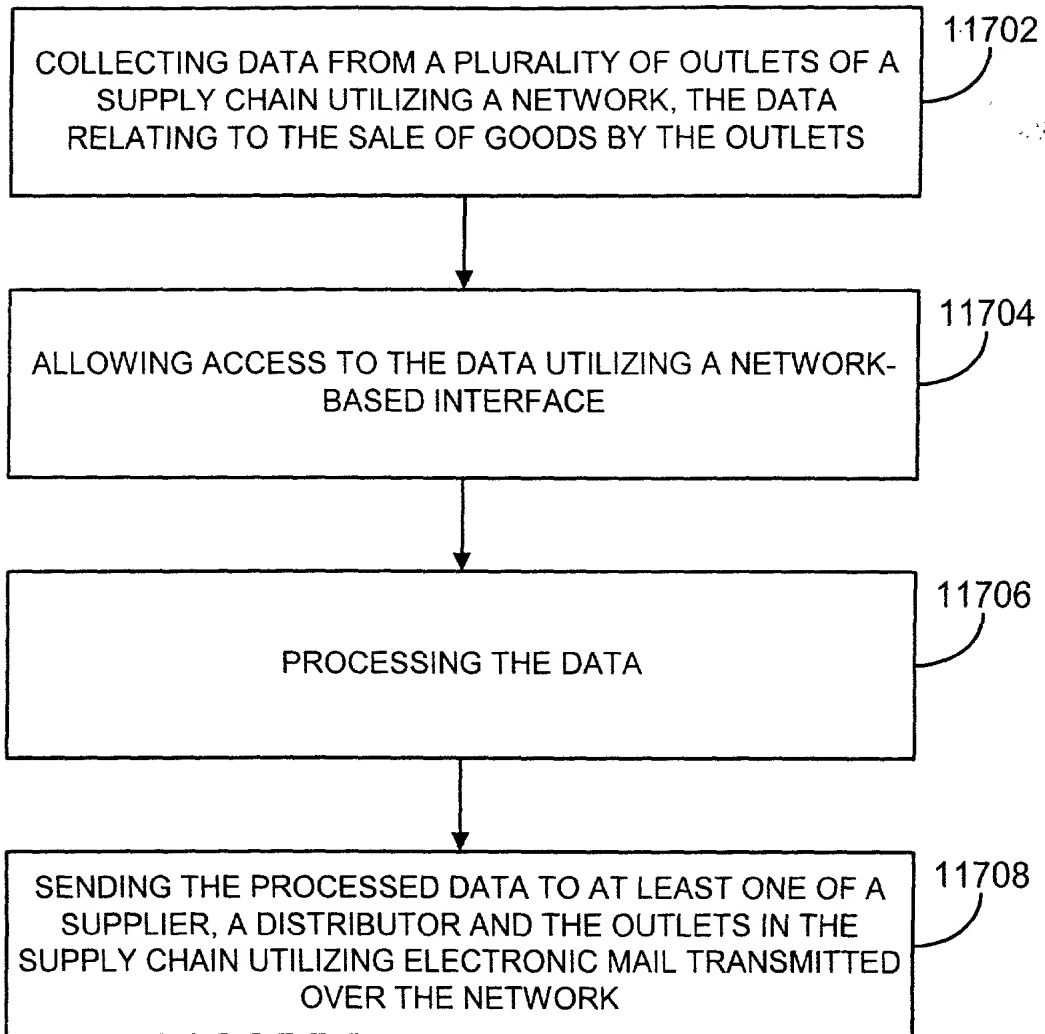 11702
COLLECTING DATA FROM A PLURALITY OF OUTLETS OF A
SUPPLY CHAIN UTILIZING A NETWORK, THE DATA
RELATING TO THE SALE OF GOODS BY THE OUTLETS
11704
ALLOWING ACCESS TO THE DATA UTILIZING A NETWORK-
BASED INTERFACE
11706
PROCESSING THE DATA
11708
SENDING THE PROCESSED DATA TO AT LEAST ONE OF A
SUPPLIER, A DISTRIBUTOR AND THE OUTLETS IN THE
SUPPLY CHAIN UTILIZING ELECTRONIC MAIL TRANSMITTED
OVER THE NETWORK